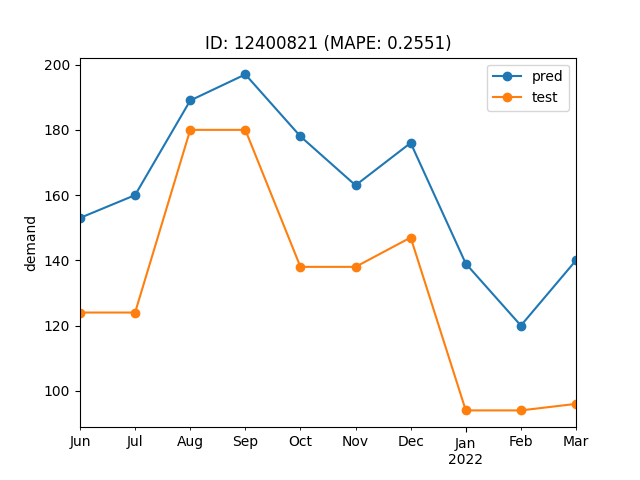 ID: 12400821 (MAPE: 0.2551)
pred
test
demand
200
180
160
140
120
100
Jun Jul Aug Sep Oct Nov Dec Jan Feb Mar
2022